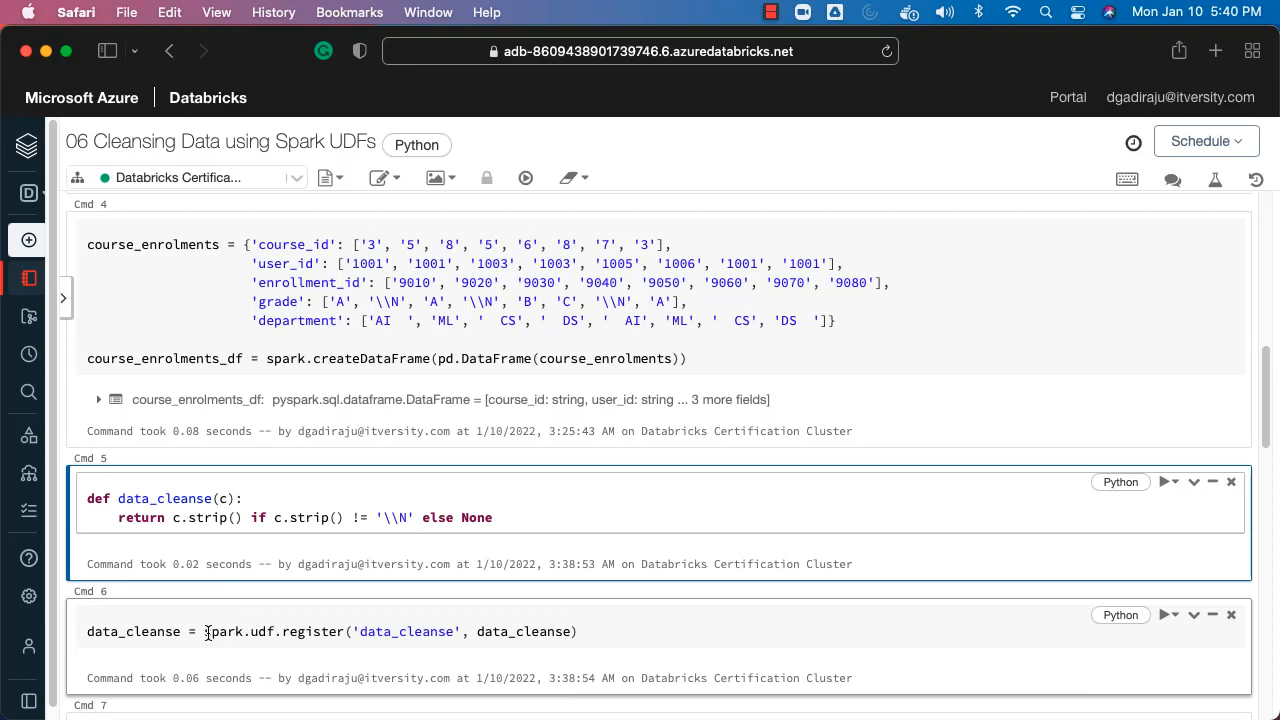 Safari File Edit View History Bookmarks Window Help Mon Jan 10 5:40 PM
adb-8609438901739746.6.azuredatabricks.net
Microsoft Azure Databricks Portal dgadiraju@itversity.com
06 Cleansing Data using Spark UDFs Python Schedule
Databricks Certifica...
Cmd 4
course_enrolments = {'course_id': ['3', '5', '8', '5', '6', '8', '7', '3'],
'user_id': ['1001', '1001', '1003', '1003', '1005', '1006', '1001', '1001'],
'enrollment_id': ['9010', '9020', '9030', '9040', '9050', '9060', '9070', '9080'],
'grade': ['A', '\\N', 'A', '\\N', 'B', 'C', '\\N', 'A'],
'department': ['AI  ', 'ML', '  CS', '  DS', '  AI', 'ML', '  CS', 'DS  ']}
course_enrolments_df = spark.createDataFrame(pd.DataFrame(course_enrolments))
course_enrolments_df: pyspark.sql.dataframe.DataFrame = [course_id: string, user_id: string ... 3 more fields]
Command took 0.08 seconds -- by dgadiraju@itversity.com at 1/10/2022, 3:25:43 AM on Databricks Certification Cluster
Cmd 5
Python
def data_cleanse(c):
return c.strip() if c.strip() != '\\N' else None
Command took 0.02 seconds -- by dgadiraju@itversity.com at 1/10/2022, 3:38:53 AM on Databricks Certification Cluster
Cmd 6
Python
data_cleanse = spark.udf.register('data_cleanse', data_cleanse)
Command took 0.06 seconds -- by dgadiraju@itversity.com at 1/10/2022, 3:38:54 AM on Databricks Certification Cluster
Cmd 7